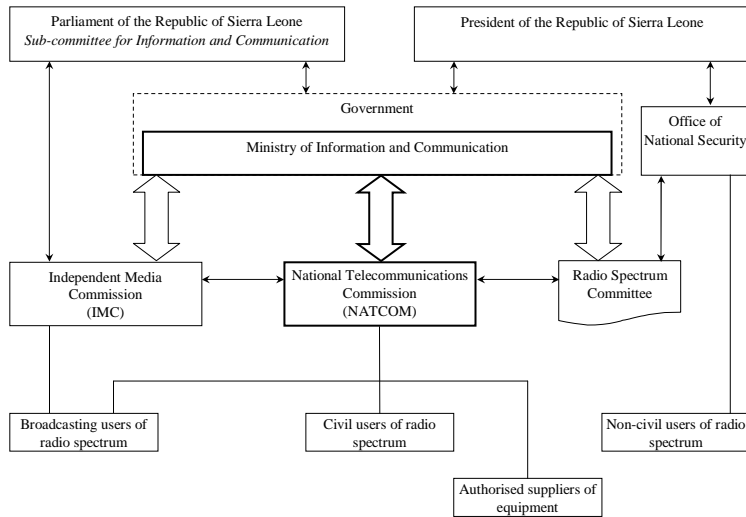 Parliament of the Republic of Sierra Leone
Sub-committee for Information and Communication
President of the Republic of Sierra Leone
Government
Ministry of Information and Communication
Office of
National Security
Independent Media
Commission
(IMC)
National Telecommunications
Commission
(NATCOM)
Radio Spectrum
Committee
Broadcasting users of
radio spectrum
Civil users of radio
spectrum
Non-civil users of radio
spectrum
Authorised suppliers of
equipment